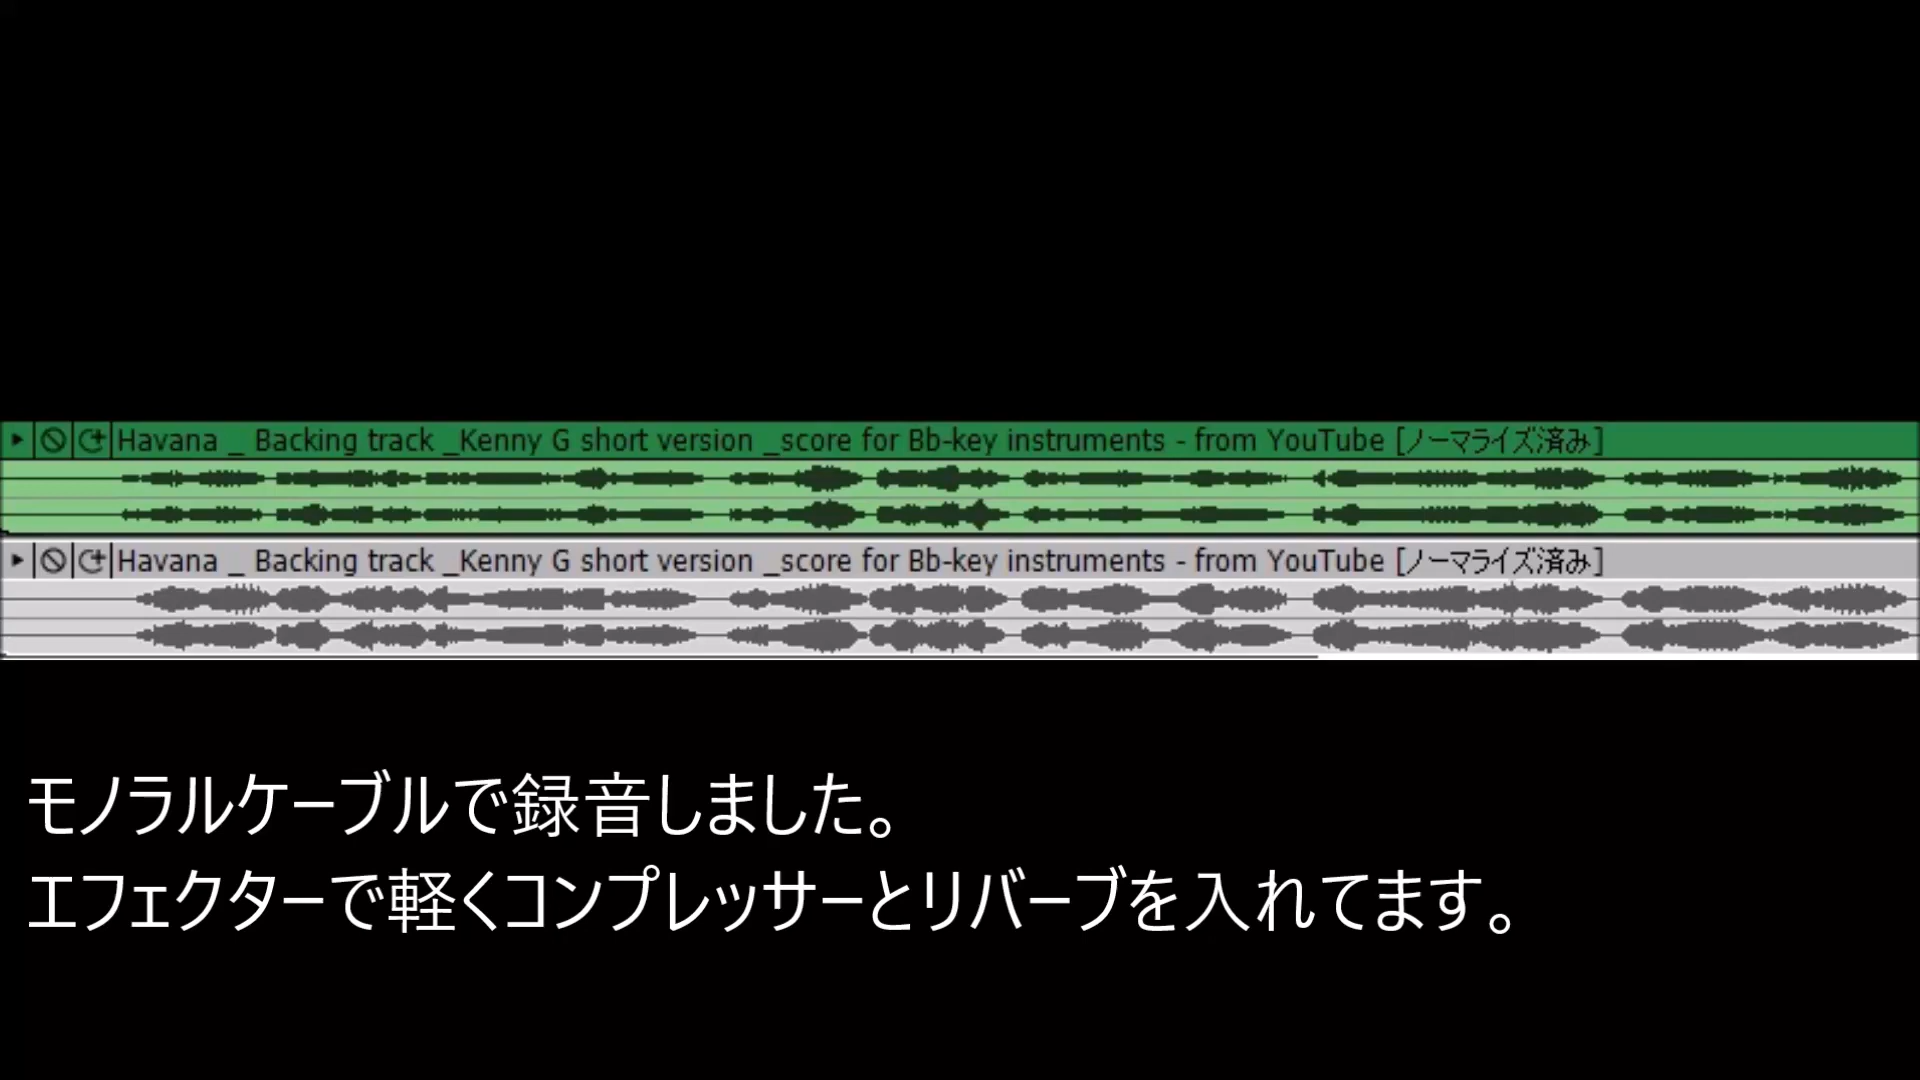 Havana _ Backing track _Kenny G short version _score for Bb-key instruments - from YouTube [ノーマライズ済み]
Havana _ Backing track _Kenny G short version _score for Bb-key instruments - from YouTube [ノーマライズ済み]
モノラルケーブルで録音しました。
エフェクターで軽くコンプレッサーとリバーブを入れてます。